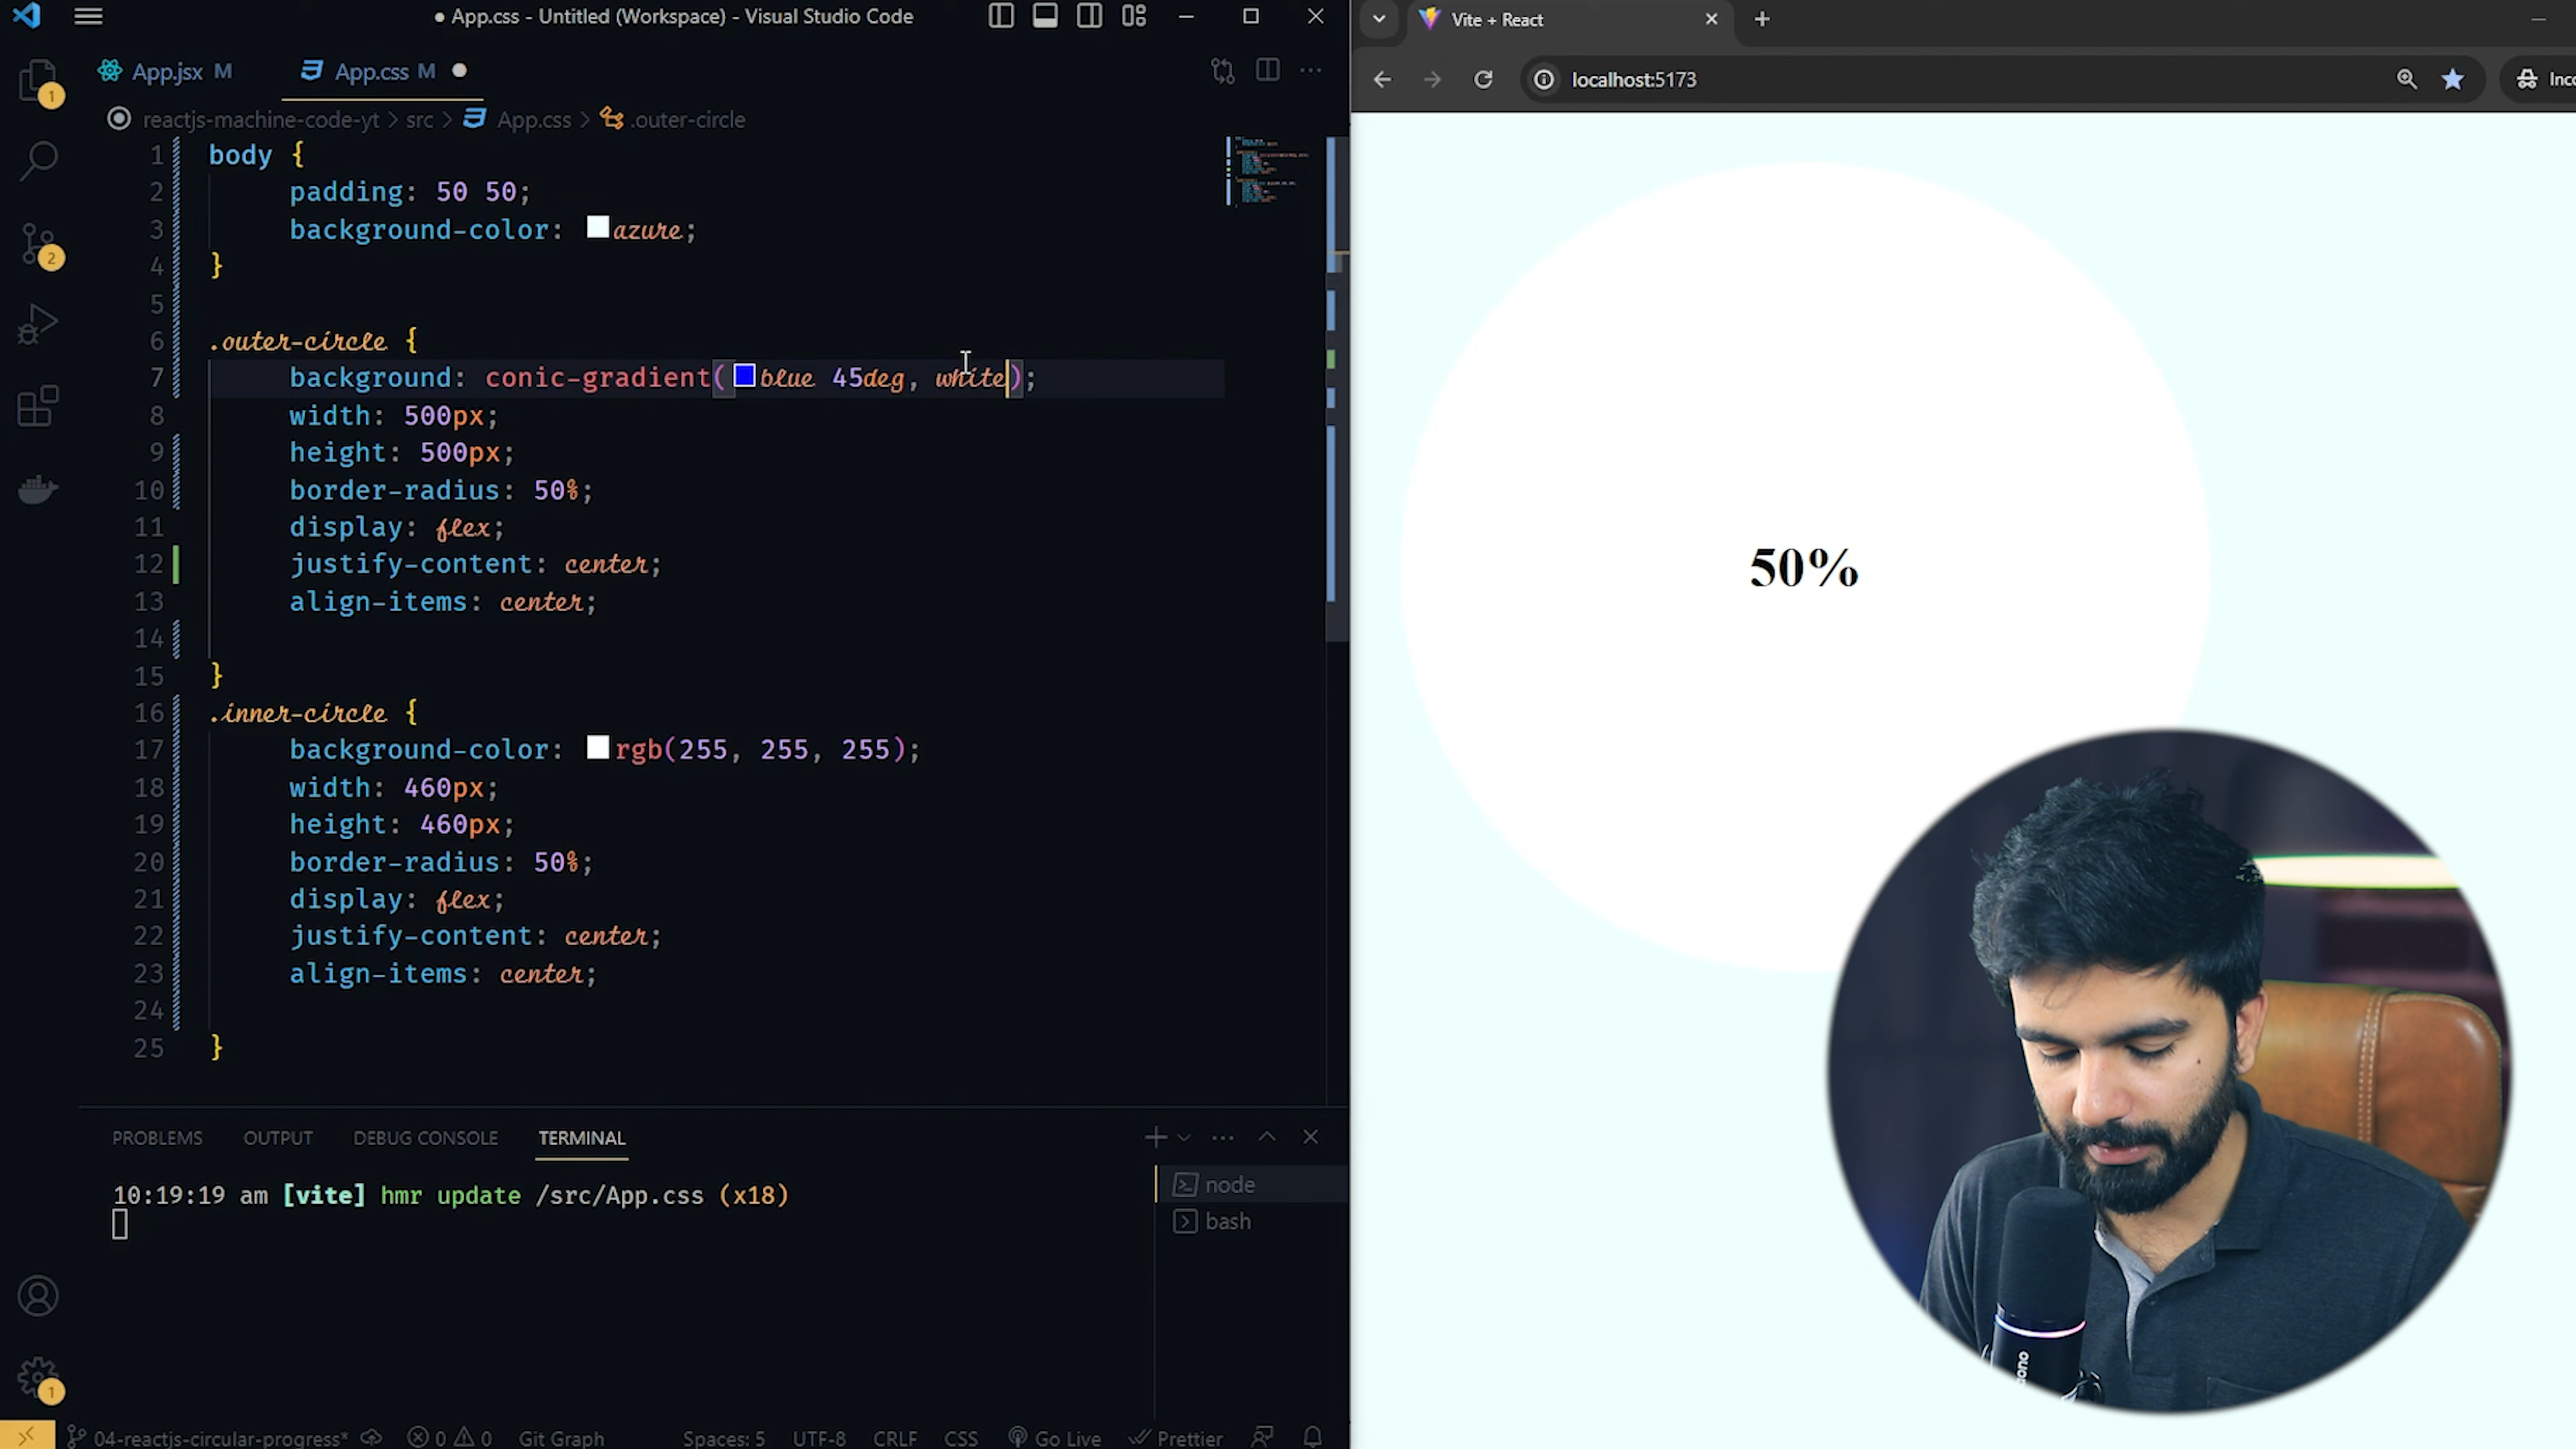 ● App.css - Untitled (Workspace) - Visual Studio Code
App.jsx M
App.css M
reactjs-machine-code-yt > src > App.css > .outer-circle
1 body {
2 padding: 50 50;
3 background-color: azure;
4 }
5
6 .outer-circle {
7 background: conic-gradient(blue 45deg, white);
8 width: 500px;
9 height: 500px;
10 border-radius: 50%;
11 display: flex;
12 justify-content: center;
13 align-items: center;
14
15 }
16 .inner-circle {
17 background-color: rgb(255, 255, 255);
18 width: 460px;
19 height: 460px;
20 border-radius: 50%;
21 display: flex;
22 justify-content: center;
23 align-items: center;
24
25 }
1
2
1
PROBLEMS OUTPUT DEBUG CONSOLE TERMINAL
10:19:19 am [vite] hmr update /src/App.css (x18)
node
bash
04-reactjs-circular-progress* 0 0 Git Graph Spaces: 5 UTF-8 CRLF CSS Go Live Prettier
Vite + React
localhost:5173
Inc
50%